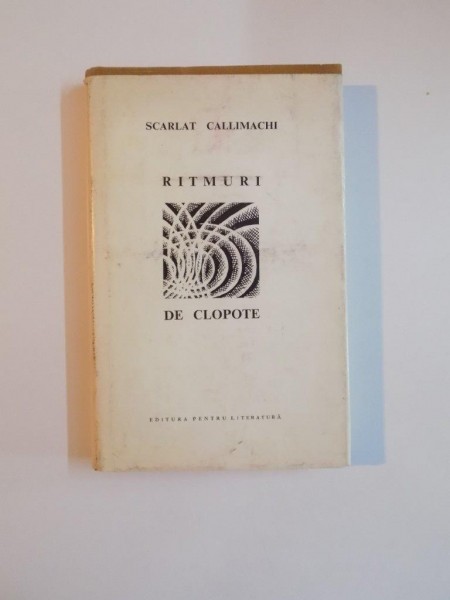 SCARLAT CALLIMACHI
RITMURI
DE CLOPOTE
EDITURA PENTRU LITERATURĂ